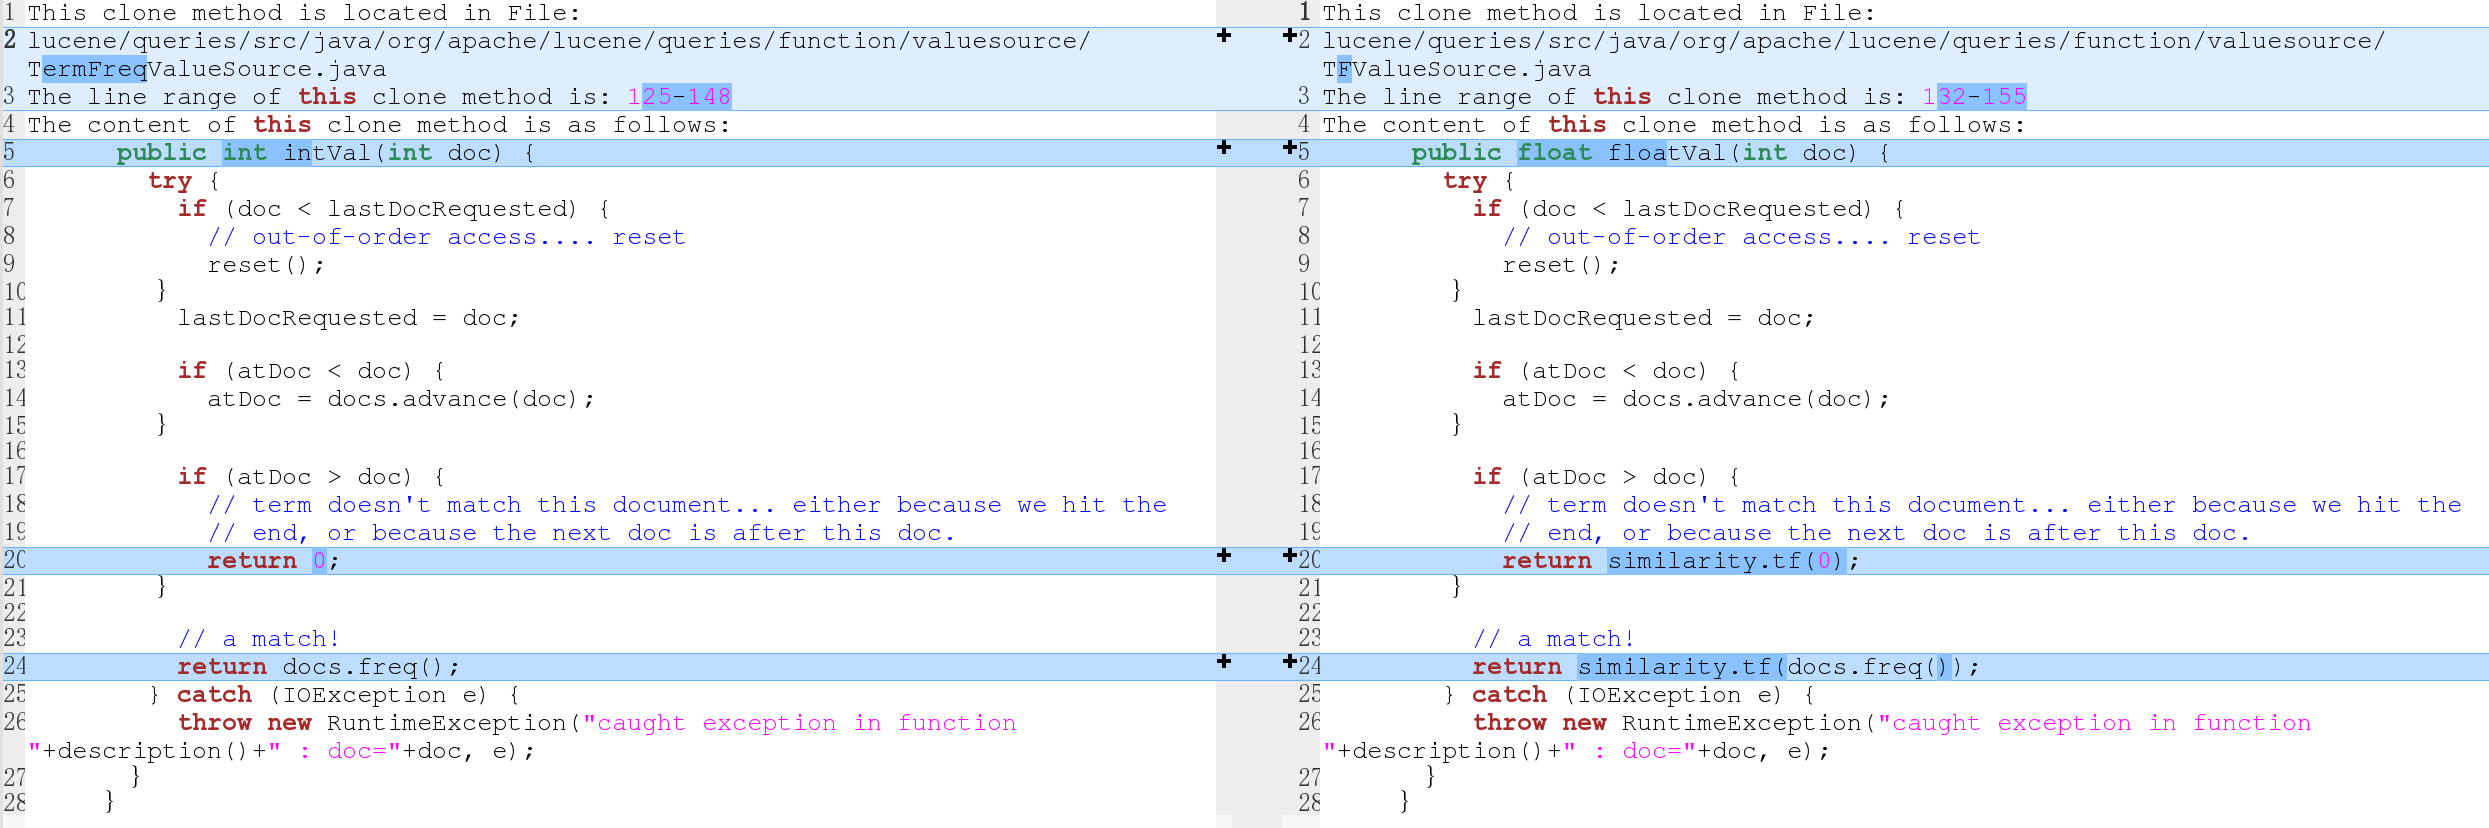 1 This clone method is located in File:
2 lucene/queries/src/java/org/apache/lucene/queries/function/valuesource/
TermFreqValueSource.java
3 The line range of this clone method is: 125-148
4 The content of this clone method is as follows:
5 public int intVal(int doc) {
6 try {
7 if (doc < lastDocRequested) {
8 // out-of-order access.... reset
9 reset();
10 }
11 lastDocRequested = doc;
12
13 if (atDoc < doc) {
14 atDoc = docs.advance(doc);
15 }
16
17 if (atDoc > doc) {
18 // term doesn't match this document... either because we hit the
19 // end, or because the next doc is after this doc.
20 return 0;
21 }
22
23 // a match!
24 return docs.freq();
25 } catch (IOException e) {
26 throw new RuntimeException("caught exception in function
"+description()+" : doc="+doc, e);
27 }
28 }
1 This clone method is located in File:
2 lucene/queries/src/java/org/apache/lucene/queries/function/valuesource/
TFValueSource.java
3 The line range of this clone method is: 132-155
4 The content of this clone method is as follows:
5 public float floatVal(int doc) {
6 try {
7 if (doc < lastDocRequested) {
8 // out-of-order access.... reset
9 reset();
10 }
11 lastDocRequested = doc;
12
13 if (atDoc < doc) {
14 atDoc = docs.advance(doc);
15 }
16
17 if (atDoc > doc) {
18 // term doesn't match this document... either because we hit the
19 // end, or because the next doc is after this doc.
20 return similarity.tf(0);
21 }
22
23 // a match!
24 return similarity.tf(docs.freq());
25 } catch (IOException e) {
26 throw new RuntimeException("caught exception in function
"+description()+" : doc="+doc, e);
27 }
28 }